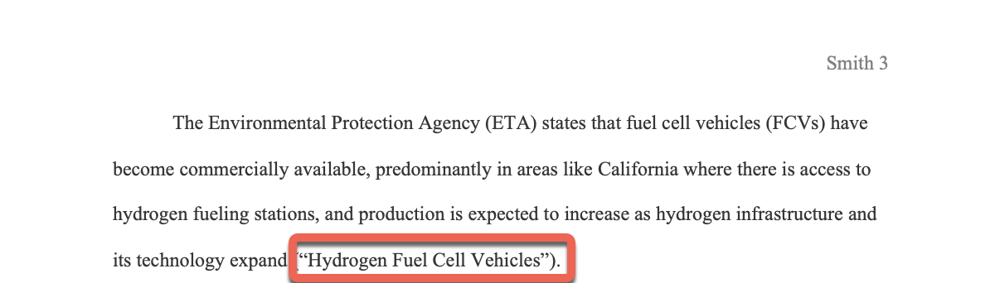 Smith 3
The Environmental Protection Agency (ETA) states that fuel cell vehicles (FCVs) have
become commercially available, predominantly in areas like California where there is access to
hydrogen fueling stations, and production is expected to increase as hydrogen infrastructure and
its technology expand (“Hydrogen Fuel Cell Vehicles”).